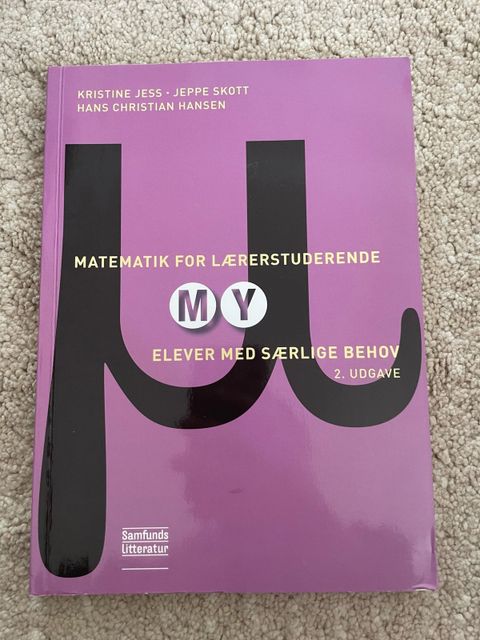 KRISTINE JESS · JEPPE SKOTT
HANS CHRISTIAN HANSEN
μ
MATEMATIK FOR LÆRERSTUDERENDE
MY
ELEVER MED SÆRLIGE BEHOV
2. UDGAVE
Samfunds
litteratur